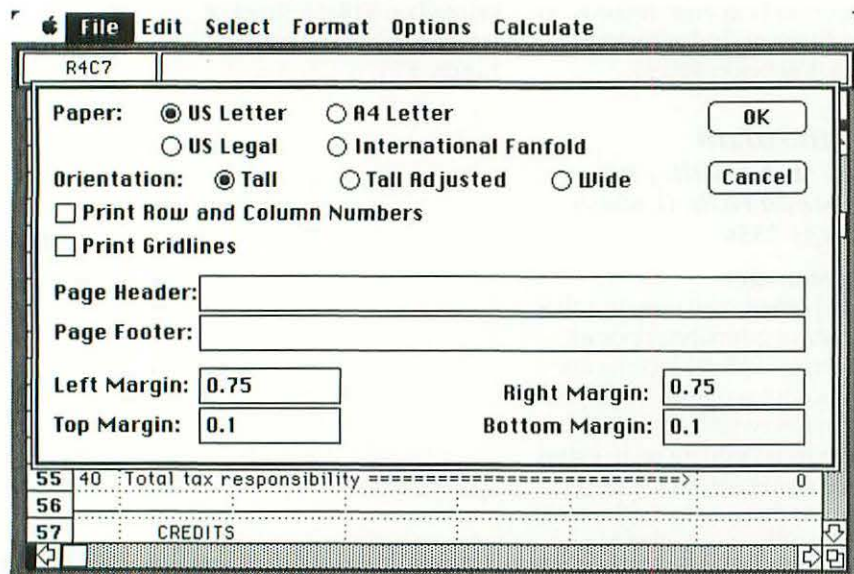 File Edit Select Format Options Calculate
R4C7
Paper: US Letter A4 Letter OK
US Legal International Fanfold
Orientation: Tall Tall Adjusted Wide Cancel
Print Row and Column Numbers
Print Gridlines
Page Header:
Page Footer:
Left Margin: 0.75 Right Margin: 0.75
Top Margin: 0.1 Bottom Margin: 0.1
55 40 Total tax responsibility ==============================> 0
56
57 CREDITS